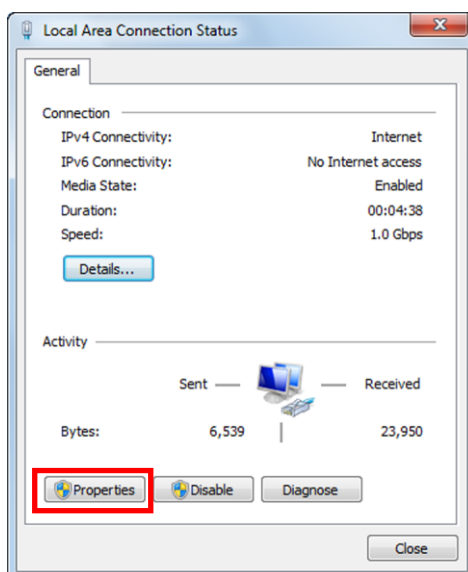 Local Area Connection Status
General
Connection
IPv4 Connectivity: Internet
IPv6 Connectivity: No Internet access
Media State: Enabled
Duration: 00:04:38
Speed: 1.0 Gbps
Details...
Activity
Sent Received
Bytes: 6,539 23,950
Properties Disable Diagnose
Close